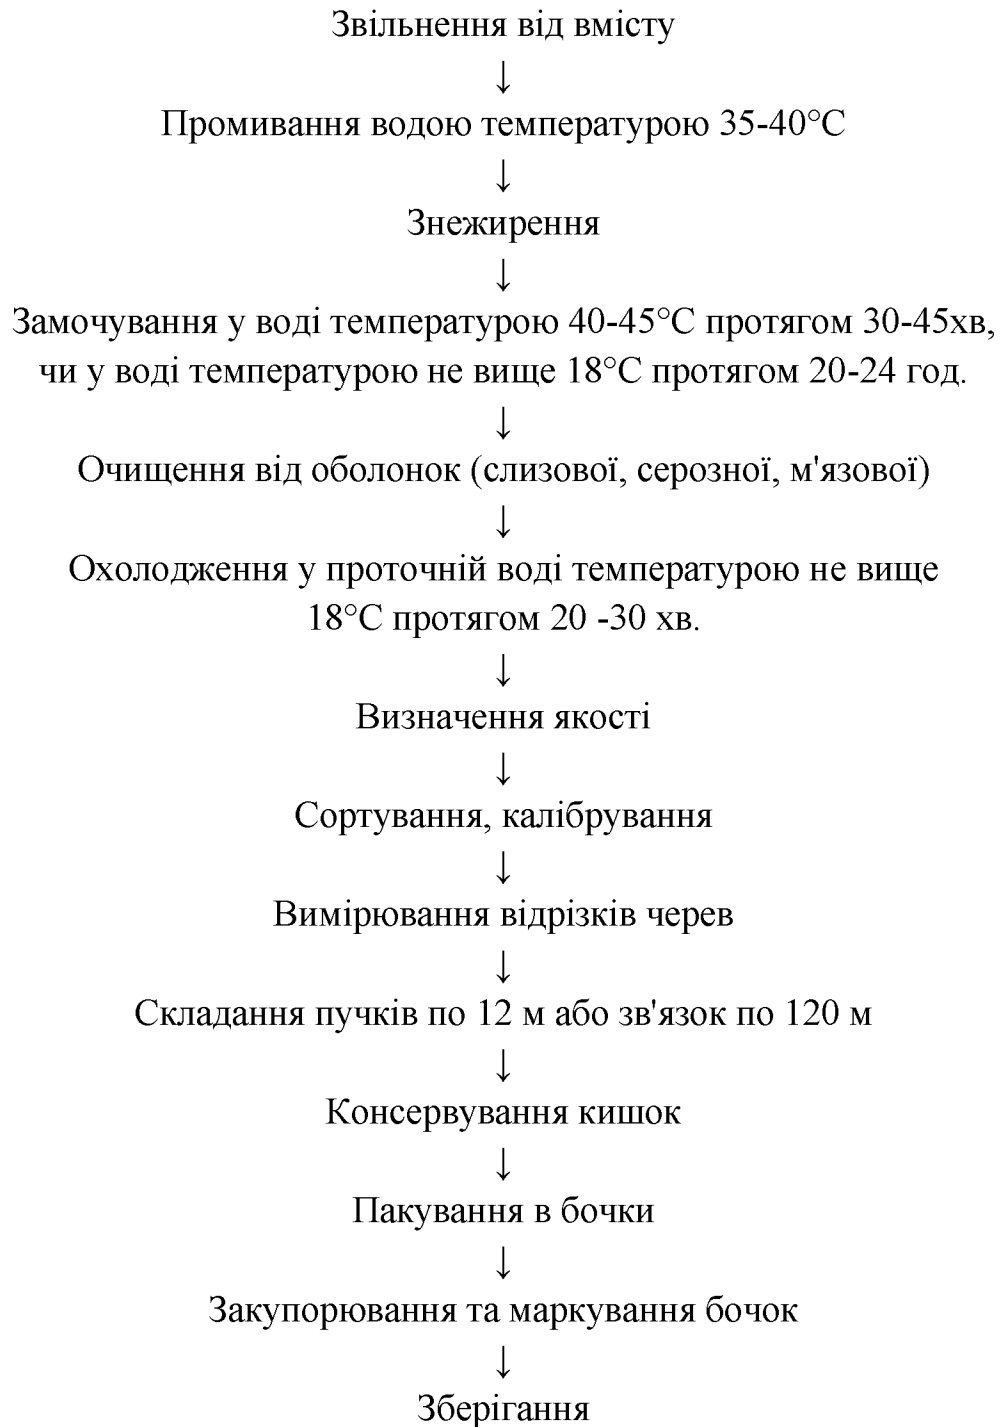 Звільнення від вмісту
↓
Промивання водою температурою 35-40°C
↓
Знежирення
↓
Замочування у воді температурою 40-45°C протягом 30-45хв,
чи у воді температурою не вище 18°C протягом 20-24 год.
↓
Очищення від оболонок (слизової, серозної, м'язової)
↓
Охолодження у проточній воді температурою не вище
18°C протягом 20 -30 хв.
↓
Визначення якості
↓
Сортування, калібрування
↓
Вимірювання відрізків черев
↓
Складання пучків по 12 м або зв'язок по 120 м
↓
Консервування кишок
↓
Пакування в бочки
↓
Закупорювання та маркування бочок
↓
Зберігання